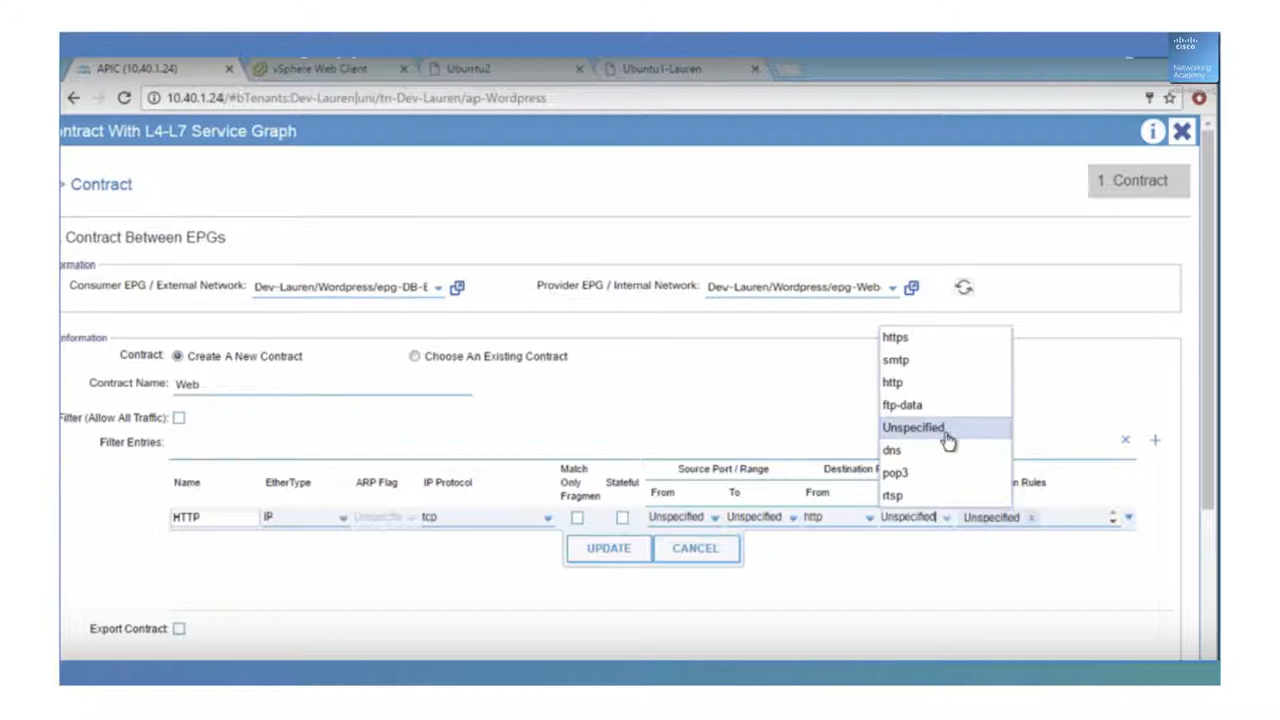 cisco
Networking
Academy
APIC (10.40.1.24)
vSphere Web Client
Ubuntu2
Ubuntu1-Lauren
10.40.1.24/#bTenants:Dev-Lauren|uni/tn-Dev-Lauren/ap-Wordpress
ontract With L4-L7 Service Graph
i
> Contract
1. Contract
Contract Between EPGs
rmation
Consumer EPG / External Network: Dev-Lauren/Wordpress/epg-DB-E
Provider EPG / Internal Network: Dev-Lauren/Wordpress/epg-Web
nformation
Contract: Create A New Contract
Choose An Existing Contract
Contract Name: Web
Filter (Allow All Traffic):
Filter Entries:
https
smtp
http
ftp-data
Unspecified
dns
pop3
rtsp
Name
EtherType
ARP Flag
IP Protocol
Match
Only
Fragmen
Stateful
Source Port / Range
From
To
Destination
From
n Rules
HTTP
IP
Unspecified
tcp
Unspecified
Unspecified
http
Unspecified
Unspecified x
UPDATE
CANCEL
Export Contract: